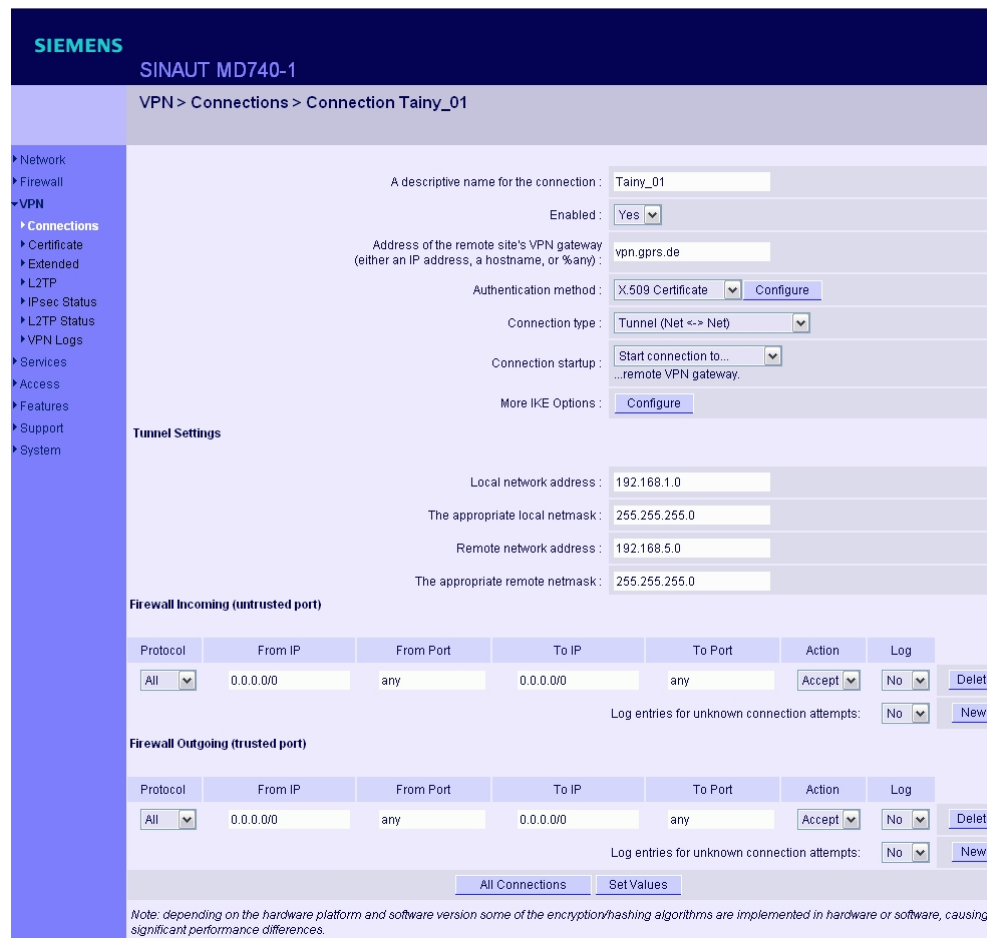 SIEMENS
SINAUT MD740-1
VPN > Connections > Connection Tainy_01
Network
Firewall
VPN
Connections
Certificate
Extended
L2TP
IPsec Status
L2TP Status
VPN Logs
Services
Access
Features
Support
System
A descriptive name for the connection : Tainy_01
Enabled : Yes
Address of the remote site's VPN gateway
(either an IP address, a hostname, or %any) : vpn.gprs.de
Authentication method : X.509 Certificate Configure
Connection type : Tunnel (Net <-> Net)
Connection startup : Start connection to...
...remote VPN gateway.
More IKE Options : Configure
Tunnel Settings
Local network address : 192.168.1.0
The appropriate local netmask : 255.255.255.0
Remote network address : 192.168.5.0
The appropriate remote netmask : 255.255.255.0
Firewall Incoming (untrusted port)
Protocol From IP From Port To IP To Port Action Log
All 0.0.0.0/0 any 0.0.0.0/0 any Accept No Delet
Log entries for unknown connection attempts: No New
Firewall Outgoing (trusted port)
Protocol From IP From Port To IP To Port Action Log
All 0.0.0.0/0 any 0.0.0.0/0 any Accept No Delet
Log entries for unknown connection attempts: No New
All Connections Set Values
Note: depending on the hardware platform and software version some of the encryption/hashing algorithms are implemented in hardware or software, causing
significant performance differences.